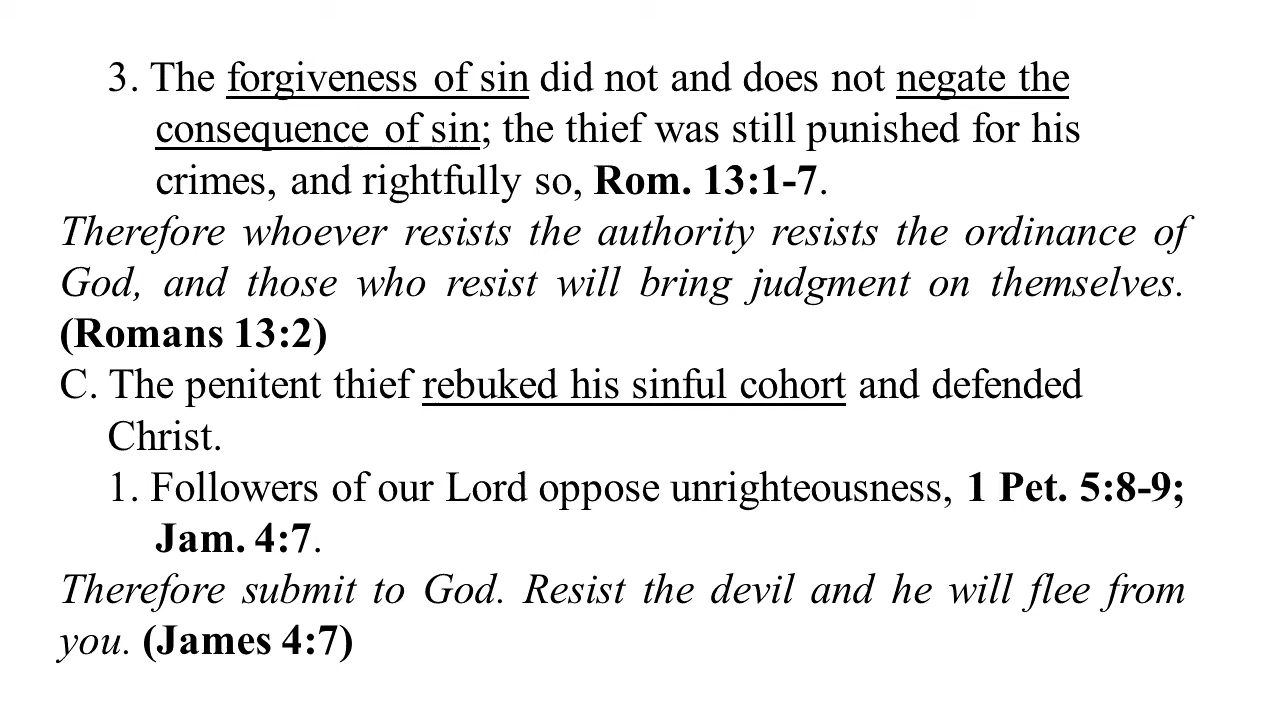 3. The forgiveness of sin did not and does not negate the
consequence of sin; the thief was still punished for his
crimes, and rightfully so, Rom. 13:1-7.
Therefore whoever resists the authority resists the ordinance of
God, and those who resist will bring judgment on themselves.
(Romans 13:2)
C. The penitent thief rebuked his sinful cohort and defended
Christ.
1. Followers of our Lord oppose unrighteousness, 1 Pet. 5:8-9;
Jam. 4:7.
Therefore submit to God. Resist the devil and he will flee from
you. (James 4:7)